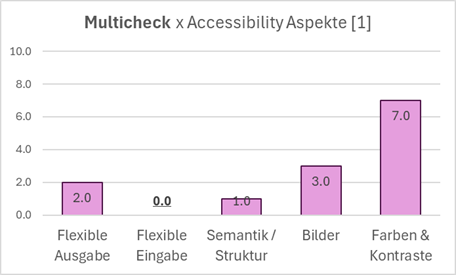 Multicheck x Accessibility Aspekte [1]
10.0
8.0
6.0
4.0
2.0
0.0
2.0
0.0
1.0
3.0
7.0
Flexible
Ausgabe
Flexible
Eingabe
Semantik /
Struktur
Bilder
Farben &
Kontraste